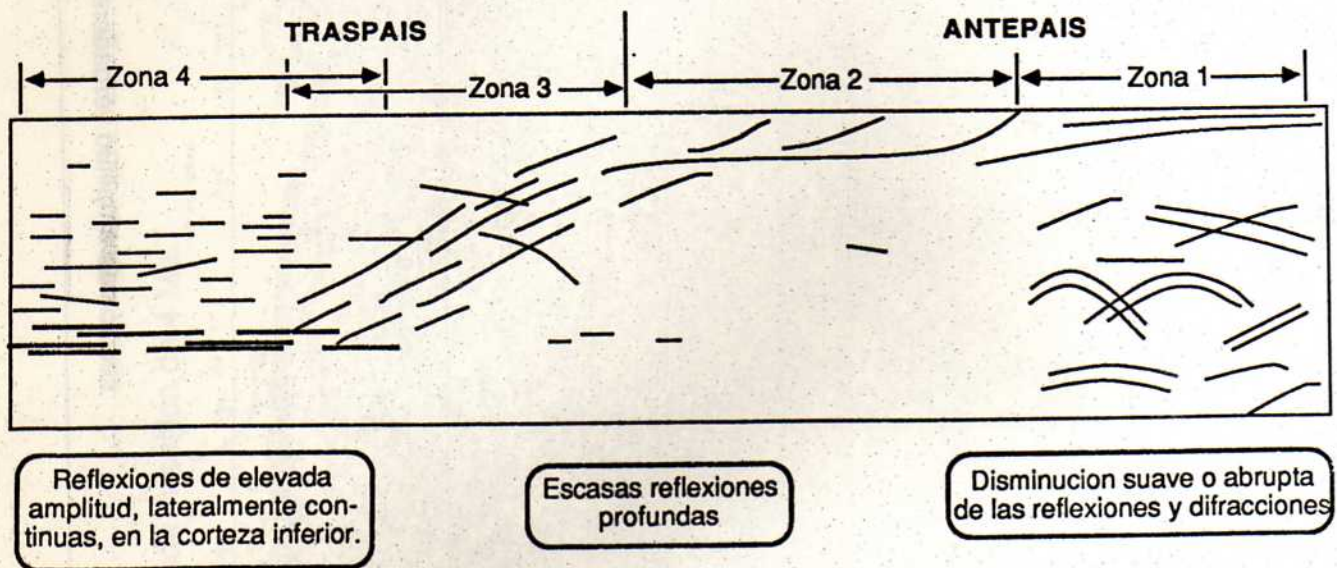 TRASPAIS
ANTEPAIS
Zona 4
Zona 3
Zona 2
Zona 1
Reflexiones de elevada
amplitud, lateralmente con-
tinuas, en la corteza inferior.
Escasas reflexiones
profundas
Disminucion suave o abrupta
de las reflexiones y difracciones